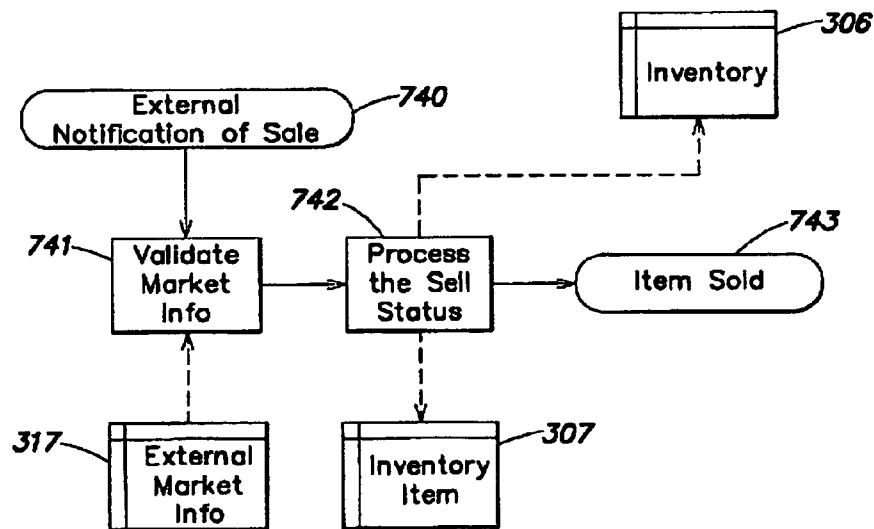 306
Inventory
External
Notification of Sale
740
742
741
Validate
Market
Info
Process
the Sell
Status
743
Item Sold
317
External
Market
Info
307
Inventory
Item